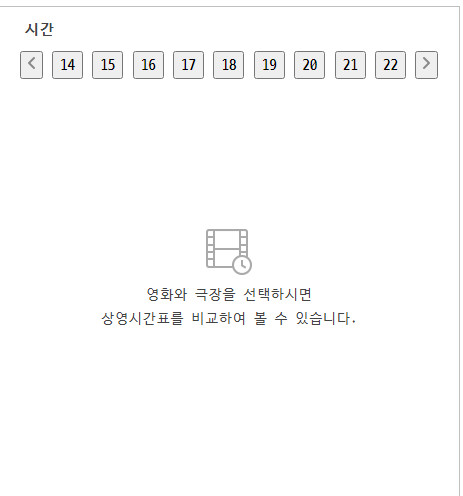 시간
14 15 16 17 18 19 20 21 22
영화와 극장을 선택하시면
상영시간표를 비교하여 볼 수 있습니다.